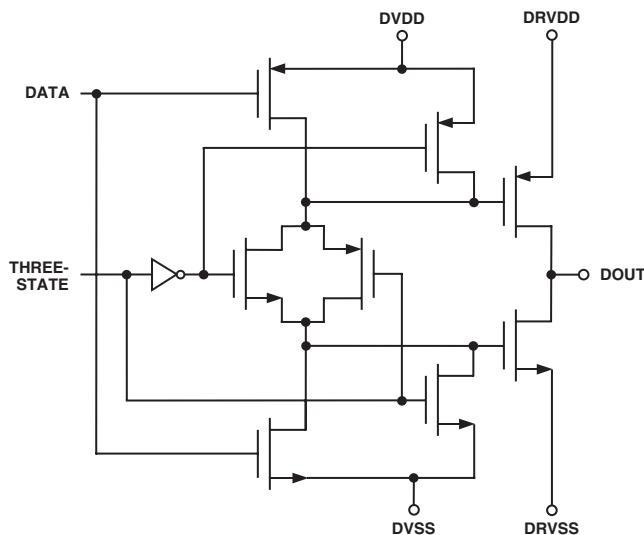 DVDD
DRVDD
DATA
THREE-
STATE
DOUT
DVSS
DRVSS